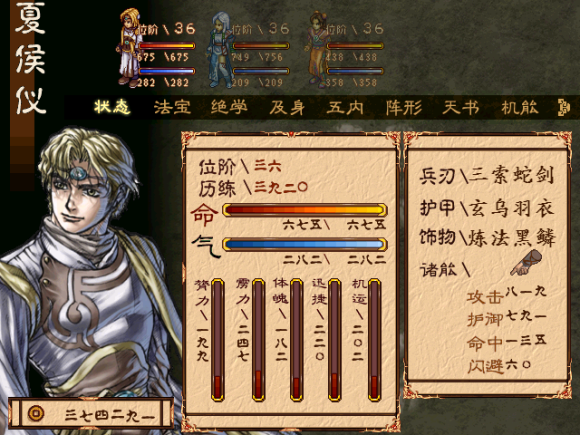 夏侯仪
位阶\ 36 位阶\ 36 位阶\ 36
675 \675 749 \756 438 \438
282 \282 209 \209 358 \358
状态 法宝 绝学 及身 五内 阵形 天书 机能
位阶\三六
历练\三九二〇
命
六七五\ 六七五
气
二八二\ 二八二
膂力\一九九
雳力\二四七
体魄\一八二
迅捷\二二〇
机运\二〇二
兵刃\三索蛇剑
护甲\玄乌羽衣
饰物\炼法黑鳞
诸般\
攻击 八一九
护御 七九一
命中 一三五
闪避 六〇
三七四二九一